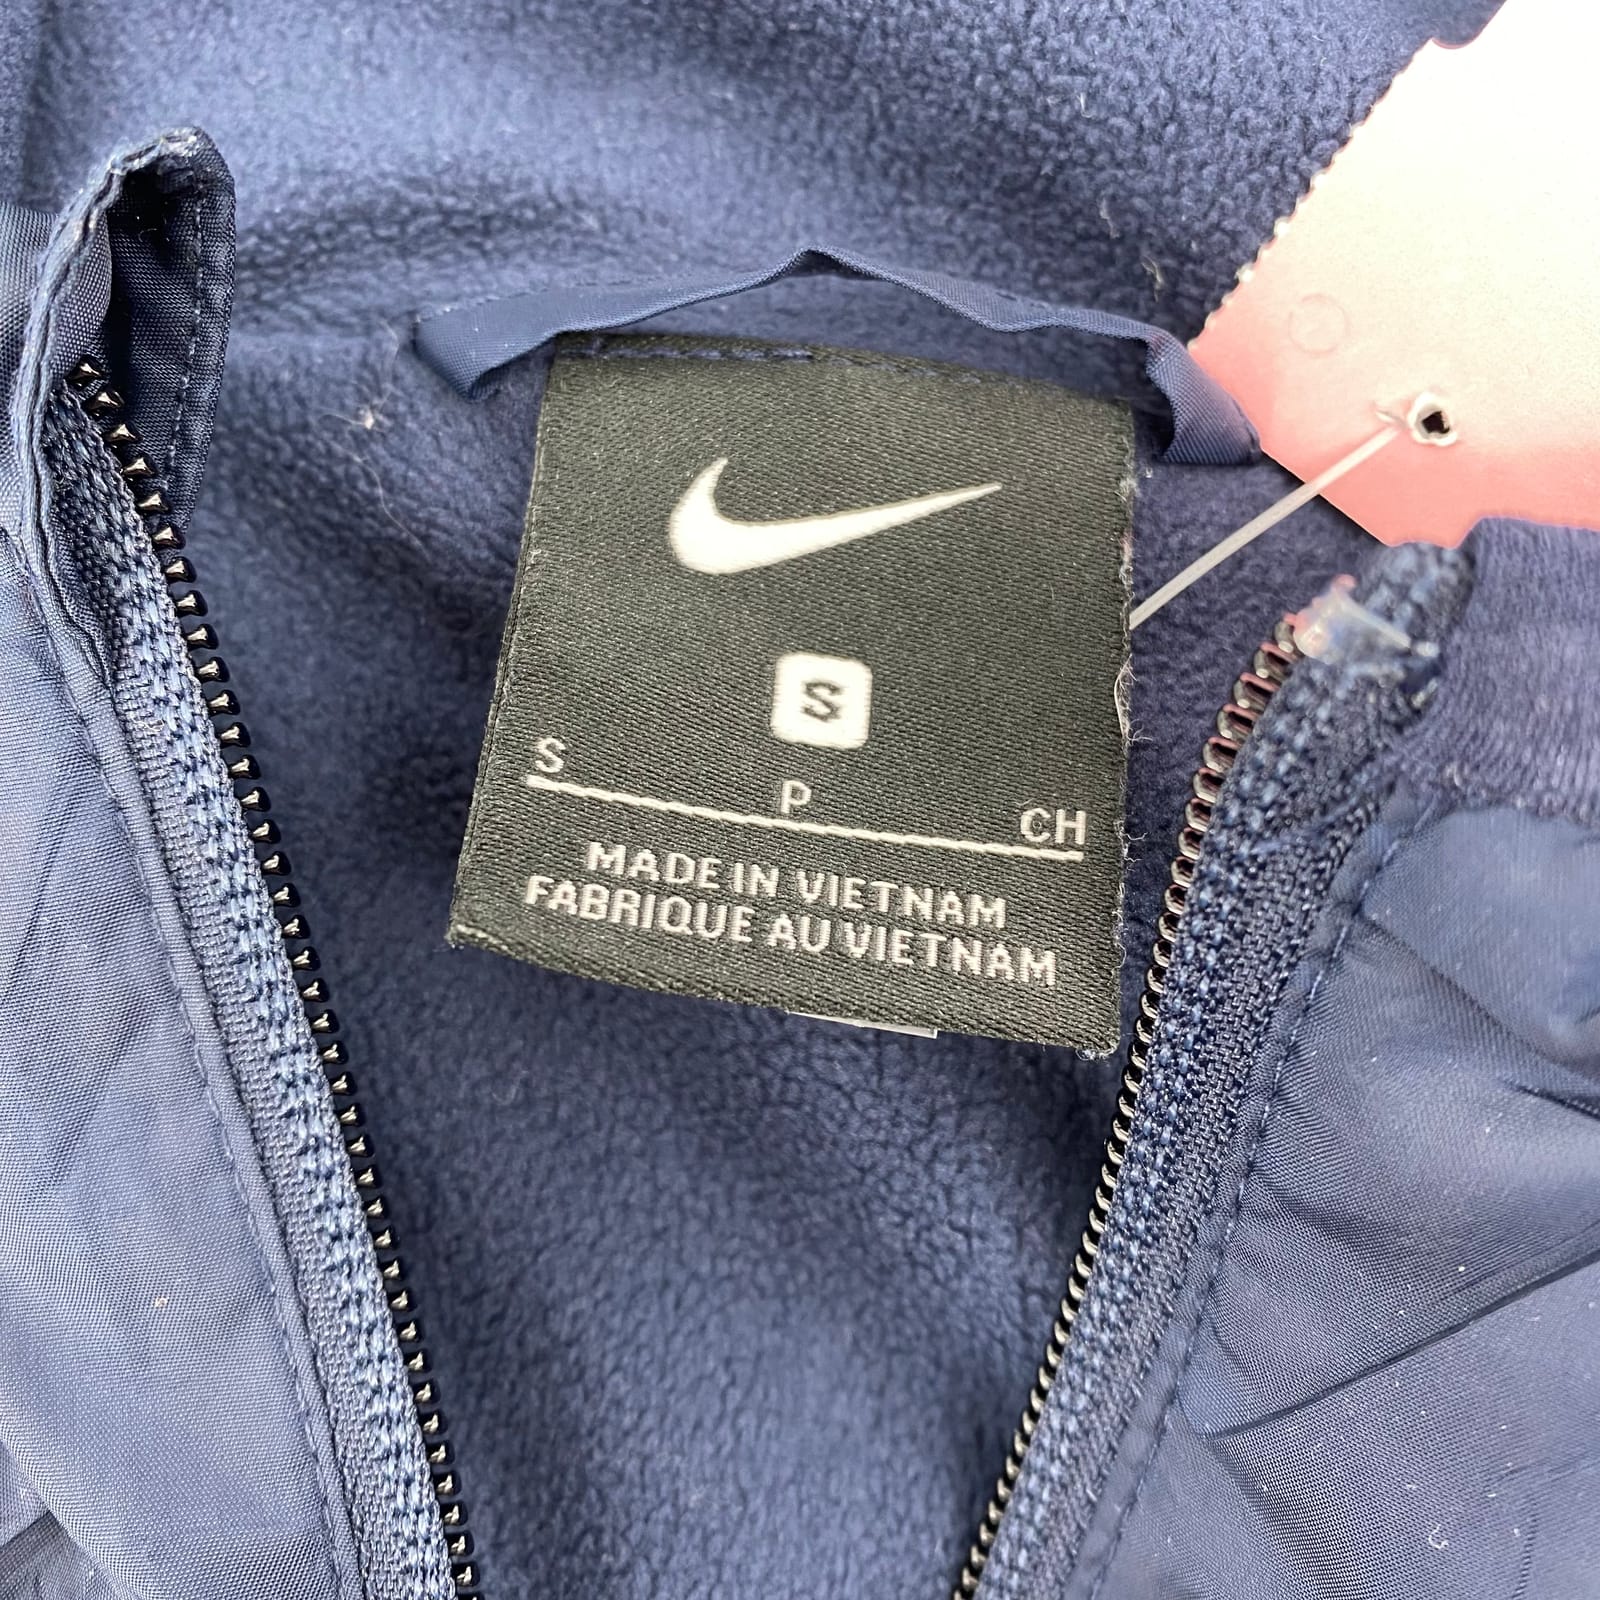 S
S P CH
MADE IN VIETNAM
FABRIQUE AU VIETNAM